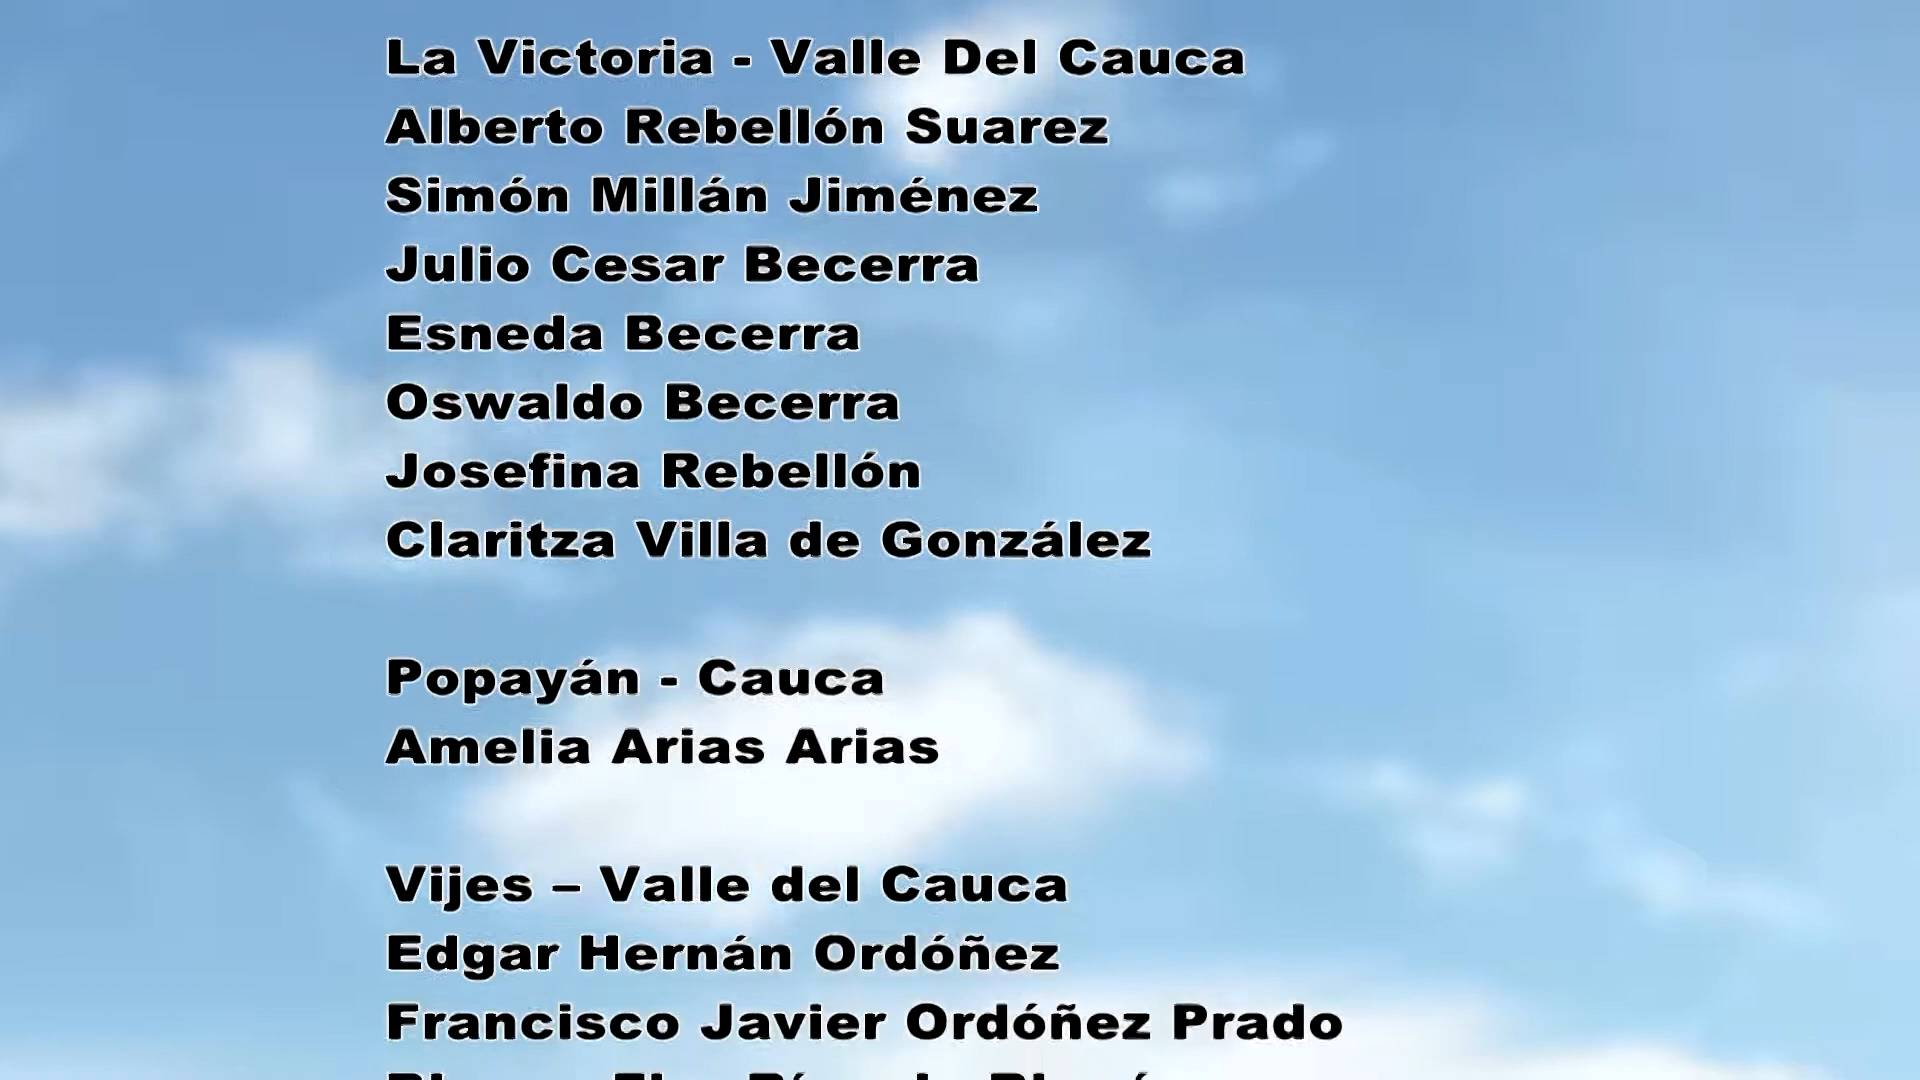 La Victoria - Valle Del Cauca
Alberto Rebellón Suarez
Simón Millán Jiménez
Julio Cesar Becerra
Esneda Becerra
Oswaldo Becerra
Josefina Rebellón
Claritza Villa de González
Popayán - Cauca
Amelia Arias Arias
Vijes – Valle del Cauca
Edgar Hernán Ordóñez
Francisco Javier Ordóñez Prado